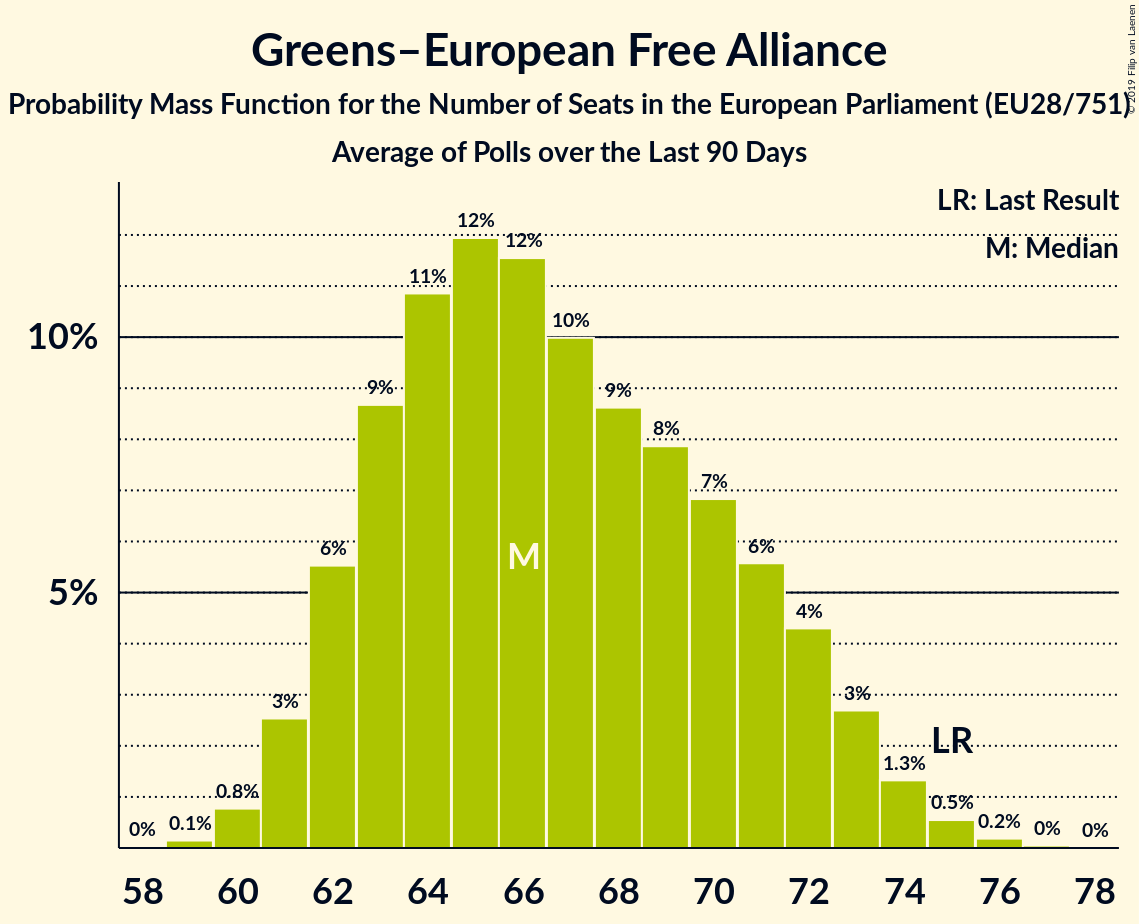 Greens–European Free Alliance
Probability Mass Function for the Number of Seats in the European Parliament (EU28/751)
Average of Polls over the Last 90 Days
© 2019 Filip van Laenen
LR: Last Result
M: Median
10%
5%
0%
0.1%
0.8%
3%
6%
9%
11%
12%
12%
10%
9%
8%
7%
6%
4%
3%
1.3%
0.5%
0.2%
0%
0%
M
LR
58 60 62 64 66 68 70 72 74 76 78